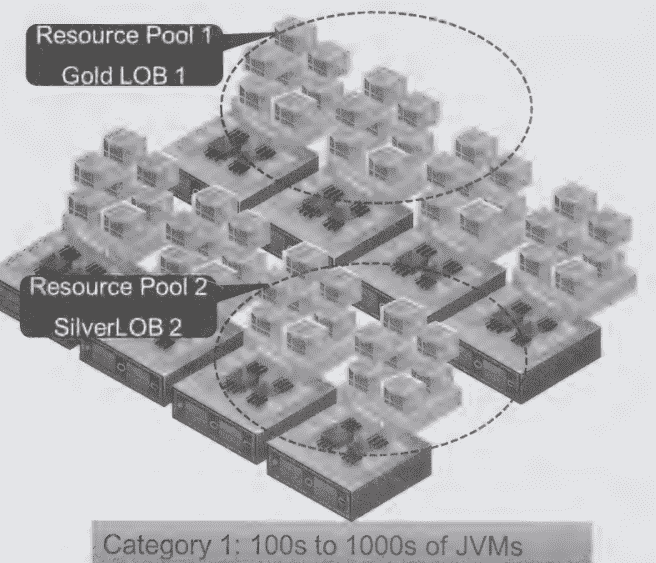 Resource Pool 1
Gold LOB 1
Resource Pool 2
SilverLOB 2
Category 1: 100s to 1000s of JVMs